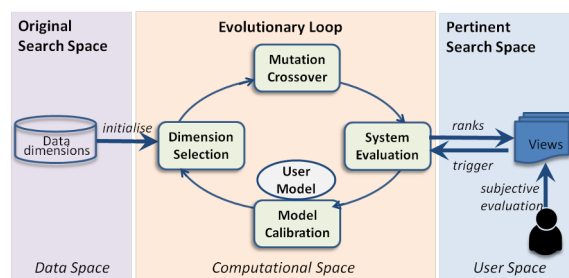 Original
Search Space
Evolutionary Loop
Pertinent
Search Space
Mutation
Crossover
initialise
Data
dimensions
Dimension
Selection
System
Evaluation
ranks
trigger
Views
User
Model
Model
Calibration
subjective
evaluation
Data Space
Computational Space
User Space